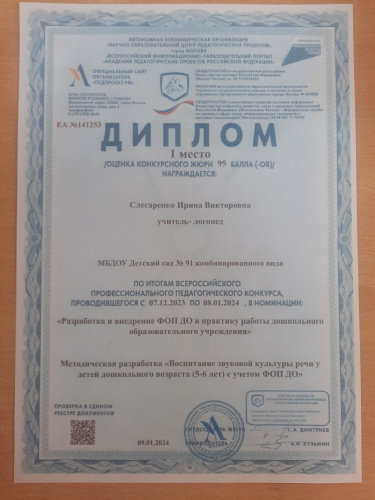 АВТОНОМНАЯ НЕКОММЕРЧЕСКАЯ ОРГАНИЗАЦИЯ
"НАУЧНО-ОБРАЗОВАТЕЛЬНЫЙ ЦЕНТР ПЕДАГОГИЧЕСКИХ ПРОЕКТОВ"
город МОСКВА
"ВСЕРОССИЙСКИЙ ИНФОРМАЦИОННО-ОБРАЗОВАТЕЛЬНЫЙ ПОРТАЛ
"АКАДЕМИЯ ПЕДАГОГИЧЕСКИХ ПРОЕКТОВ РОССИЙСКОЙ ФЕДЕРАЦИИ"
ОФИЦИАЛЬНЫЙ САЙТ
ОРГАНИЗАТОРА
"ПЕДПРОЕКТ.РФ"
ЕА №141253
ДИПЛОМ
1 место
/ОЦЕНКА КОНКУРСНОГО ЖЮРИ 95 БАЛЛА (-ОВ)/
НАГРАЖДАЕТСЯ:
Слесаренко Ирина Викторовна
учитель- логопед
МБДОУ Детский сад № 91 комбинированного вида
ПО ИТОГАМ ВСЕРОССИЙСКОГО
ПРОФЕССИОНАЛЬНОГО ПЕДАГОГИЧЕСКОГО КОНКУРСА,
ПРОВОДИВШЕГОСЯ С 07.12.2023 ПО 08.01.2024 , В НОМИНАЦИИ:
«Разработка и внедрение ФОП ДО в практику работы дошкольного
образовательного учреждения»
Методическая разработка «Воспитание звуковой культуры речи у
детей дошкольного возраста (5-6 лет) с учетом ФОП ДО»
ПРОВЕРКА В ЕДИНОМ
РЕЕСТРЕ ДОКУМЕНТОВ
09.01.2024
С.А. ДМИТРИЕВ
А.И. КУЗЬМИН